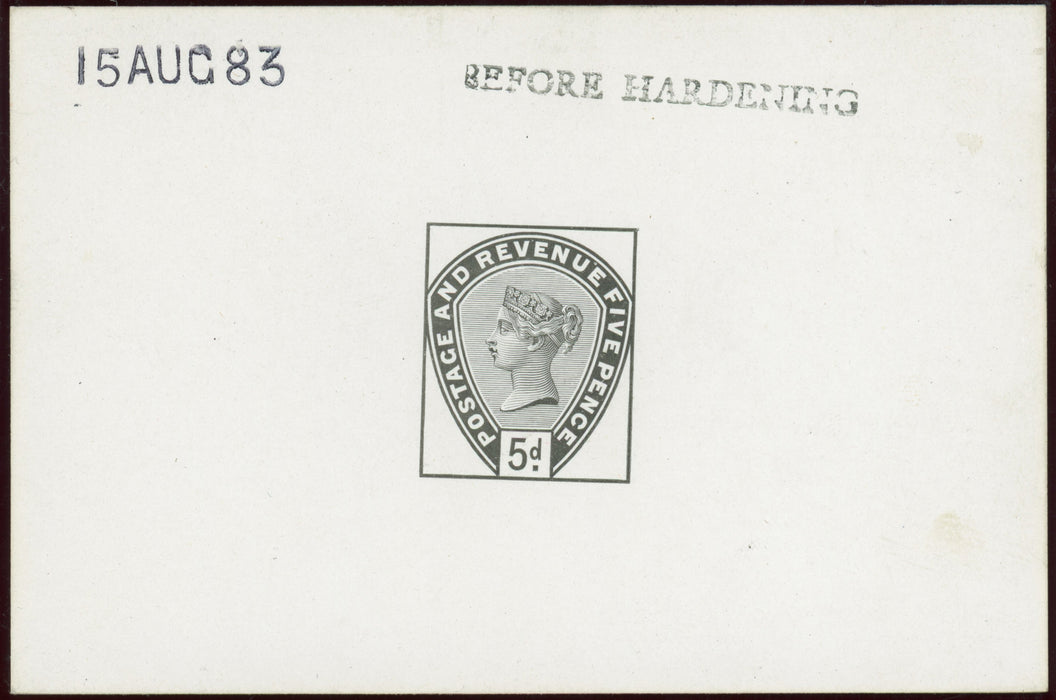 15AUG83
BEFORE HARDENING
POSTAGE AND REVENUE FIVE PENCE
5d.